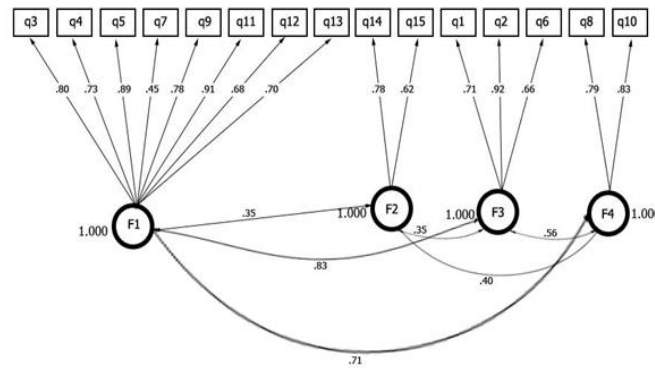 q3 q4 q5 q7 q9 q11 q12 q13 q14 q15 q1 q2 q6 q8 q10
.80 .73 .89 .45 .78 .91 .68 .70 .78 .62 .71 .92 .66 .79 .83
1.000 F1 .35 1.000 F2 .35 1.000 F3 .56 F4 1.00
.83 .40
.71